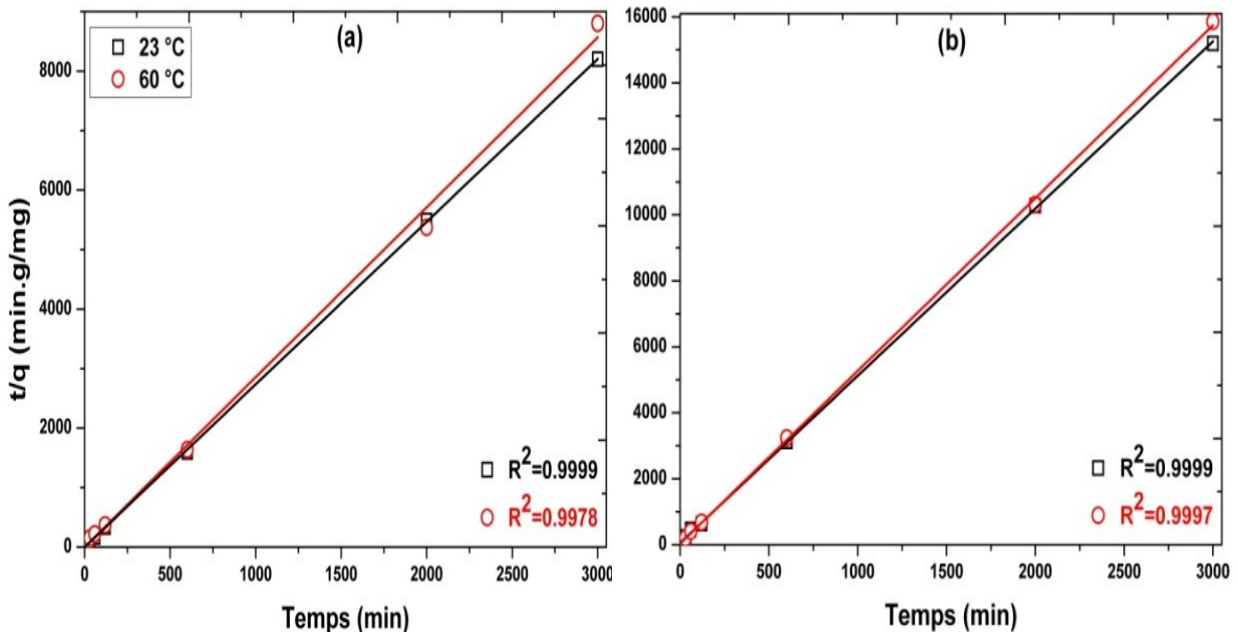 (a)
23 °C
60 °C
t/q (min.g/mg)
8000
6000
4000
2000
0
R²=0.9999
R²=0.9978
0 500 1000 1500 2000 2500 3000
Temps (min)
(b)
16000
14000
12000
10000
8000
6000
4000
2000
0
R²=0.9999
R²=0.9997
0 500 1000 1500 2000 2500 3000
Temps (min)